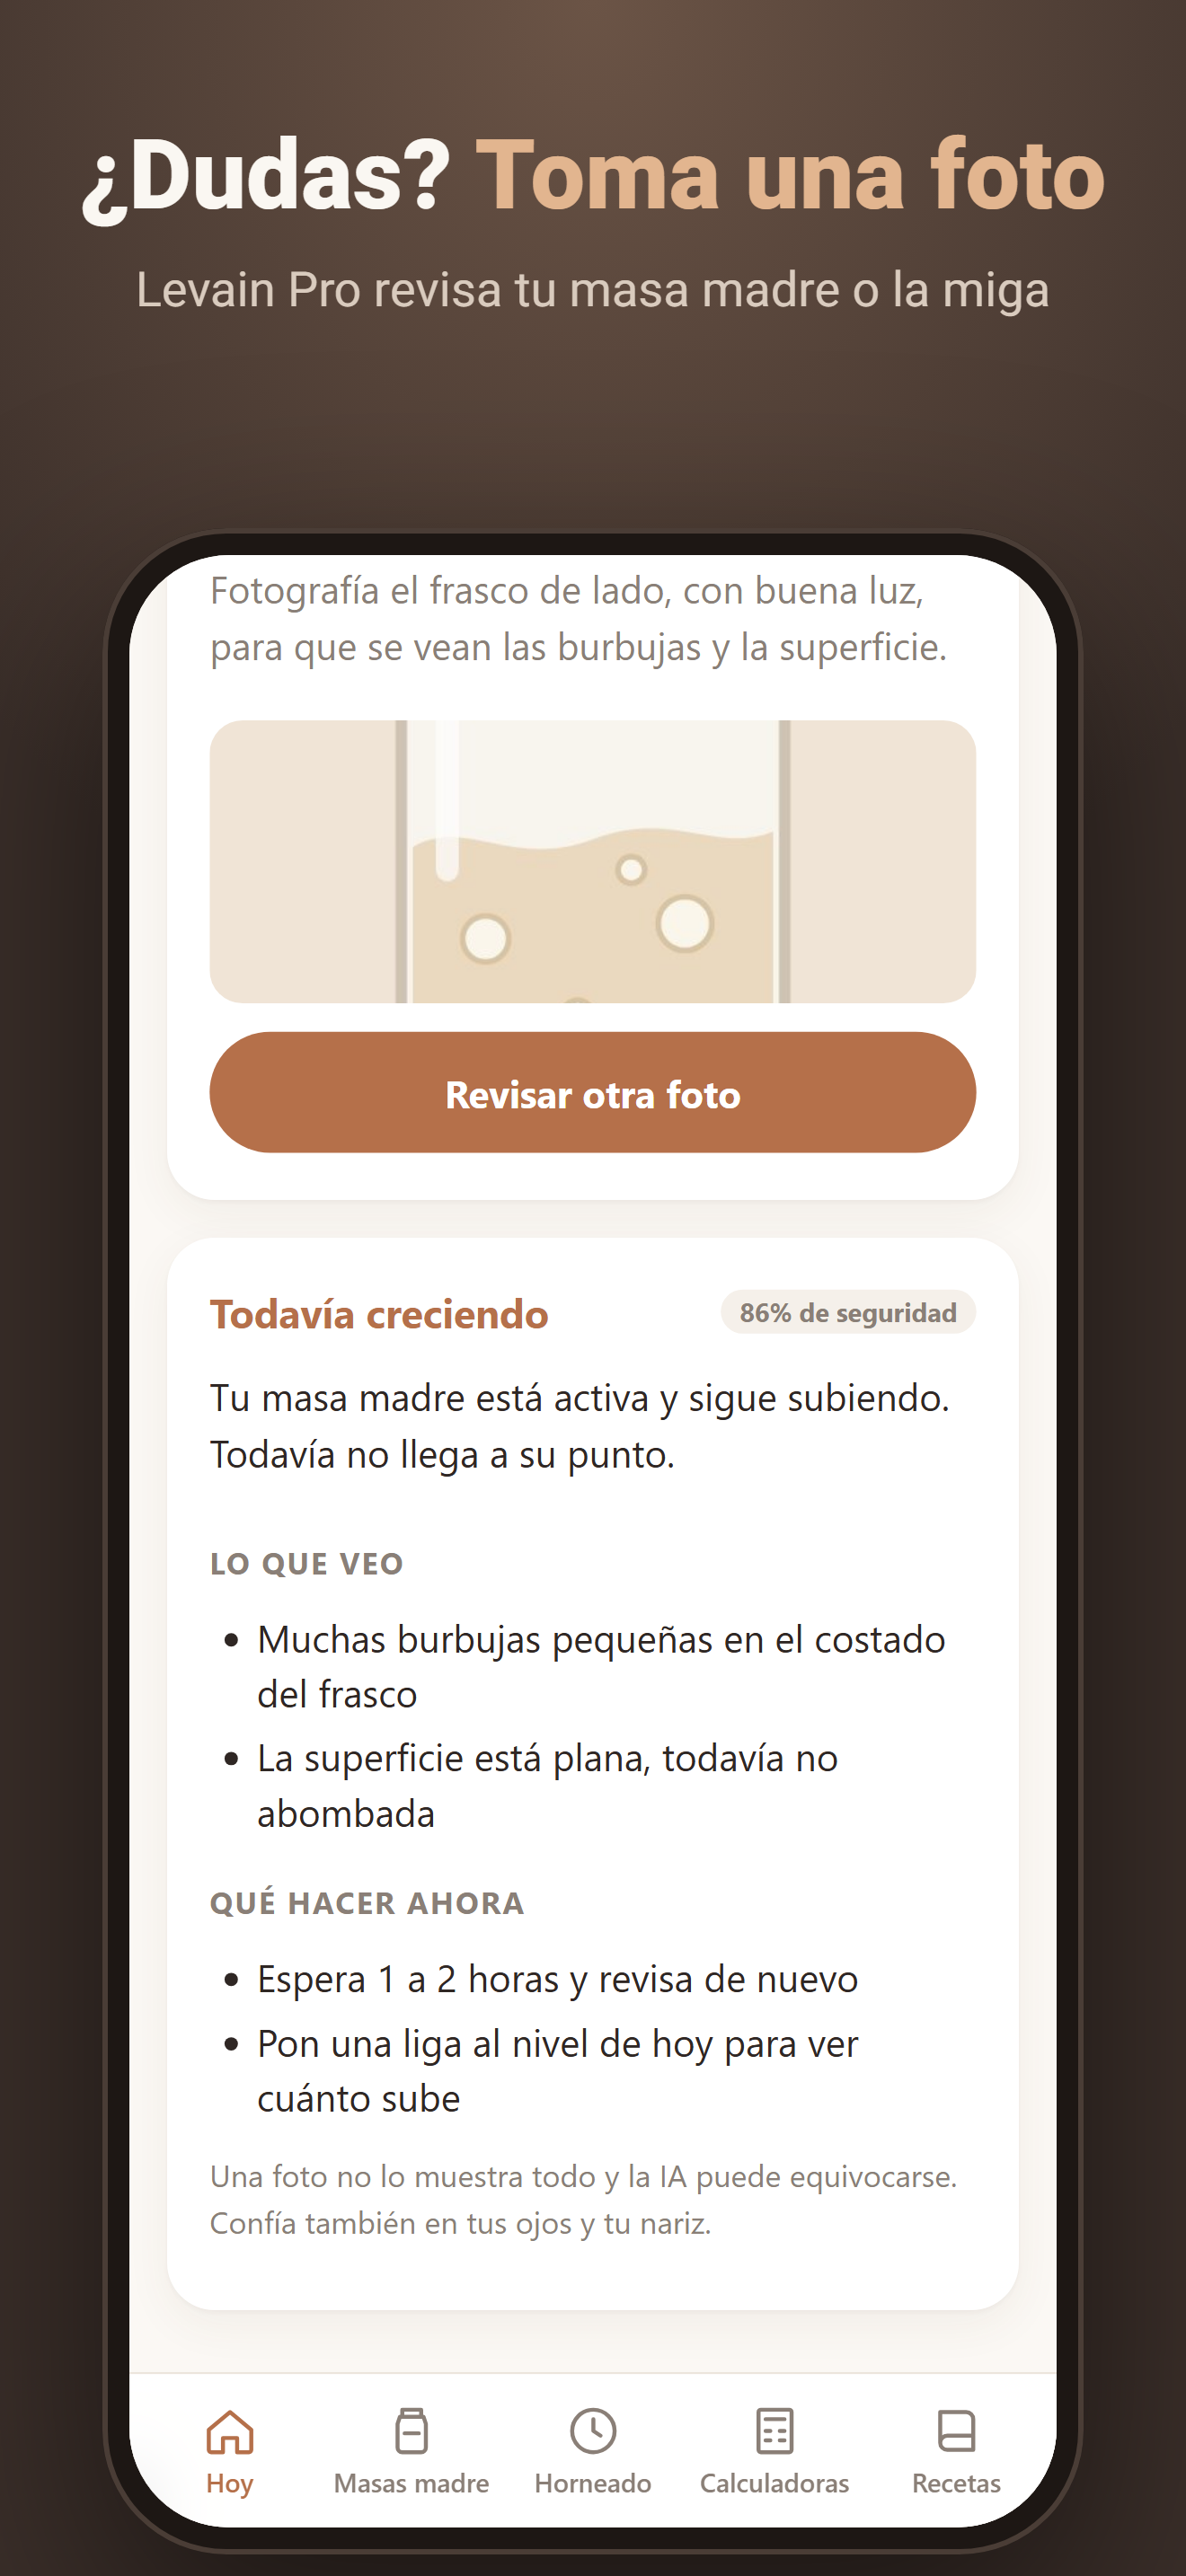 ¿Dudas? Toma una foto
Levain Pro revisa tu masa madre o la miga
Fotografía el frasco de lado, con buena luz,
para que se vean las burbujas y la superficie.
Revisar otra foto
Todavía creciendo
86% de seguridad
Tu masa madre está activa y sigue subiendo.
Todavía no llega a su punto.
LO QUE VEO
• Muchas burbujas pequeñas en el costado
del frasco
• La superficie está plana, todavía no
abombada
QUÉ HACER AHORA
• Espera 1 a 2 horas y revisa de nuevo
• Pon una liga al nivel de hoy para ver
cuánto sube
Una foto no lo muestra todo y la IA puede equivocarse.
Confía también en tus ojos y tu nariz.
Hoy
Masas madre
Horneado
Calculadoras
Recetas